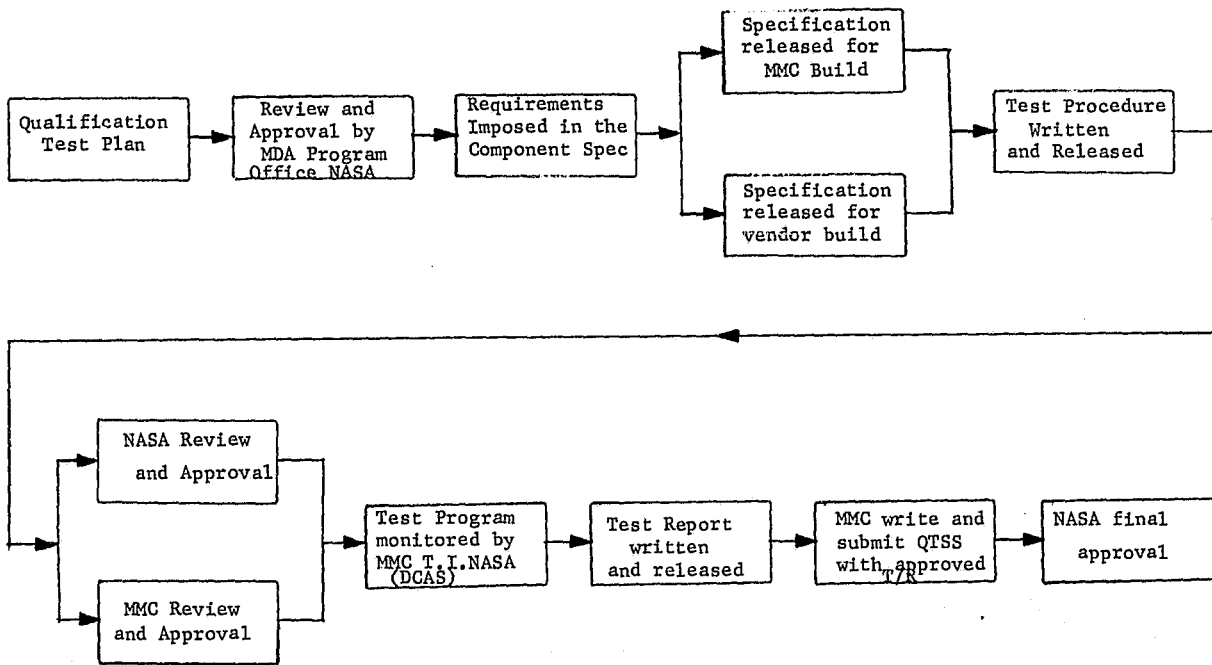 Qualification
Test Plan
Review and
Approval by
MDA Program
Office NASA
Requirements
Imposed in the
Component Spec
Specification
released for
MMC Build
Specification
released for
vendor build
Test Procedure
Written
and Released
NASA Review
and Approval
MMC Review
and Approval
Test Program
monitored by
MMC T.I.NASA
(DCAS)
Test Report
written
and released
MMC write and
submit QTSS
with approved
T/R
NASA final
approval